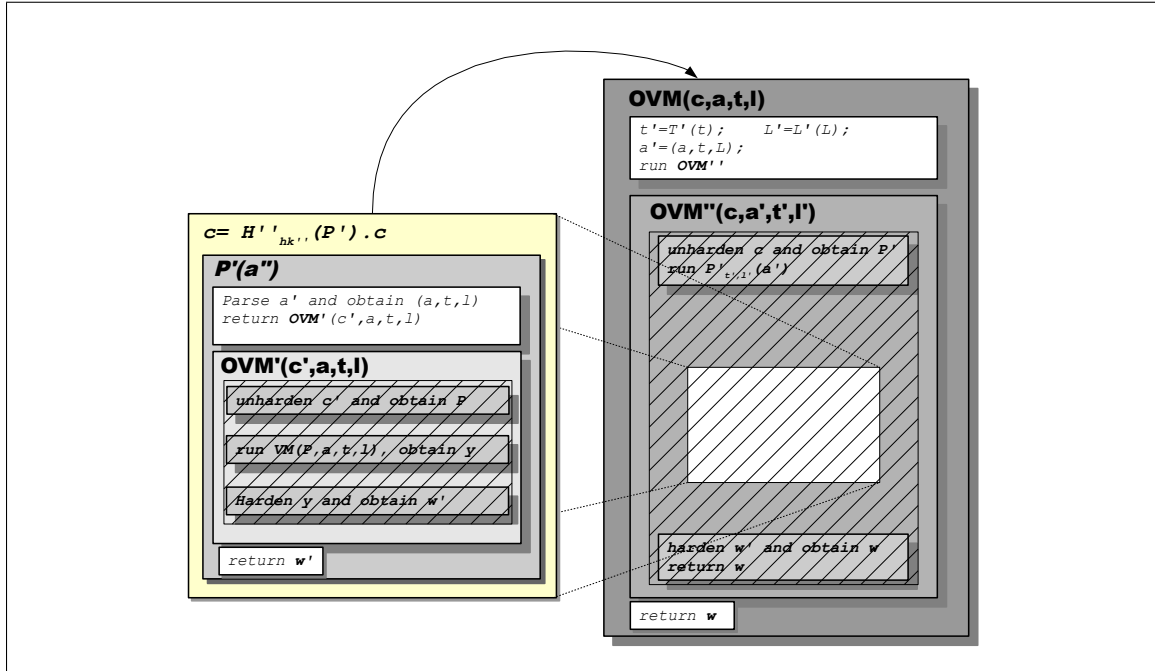 OVM(c,a,t,l)
t'=T'(t);    L'=L'(L);
a'=(a,t,L);
run OVM''
OVM"(c,a',t',l')
unharden c and obtain P'
run P't',l'(a')
harden w' and obtain w
return w
return w
c= H''hk''(P').c
P'(a")
Parse a' and obtain (a,t,l)
return OVM'(c',a,t,l)
OVM'(c',a,t,l)
unharden c' and obtain P
run VM(P,a,t,l), obtain y
Harden y and obtain w'
return w'